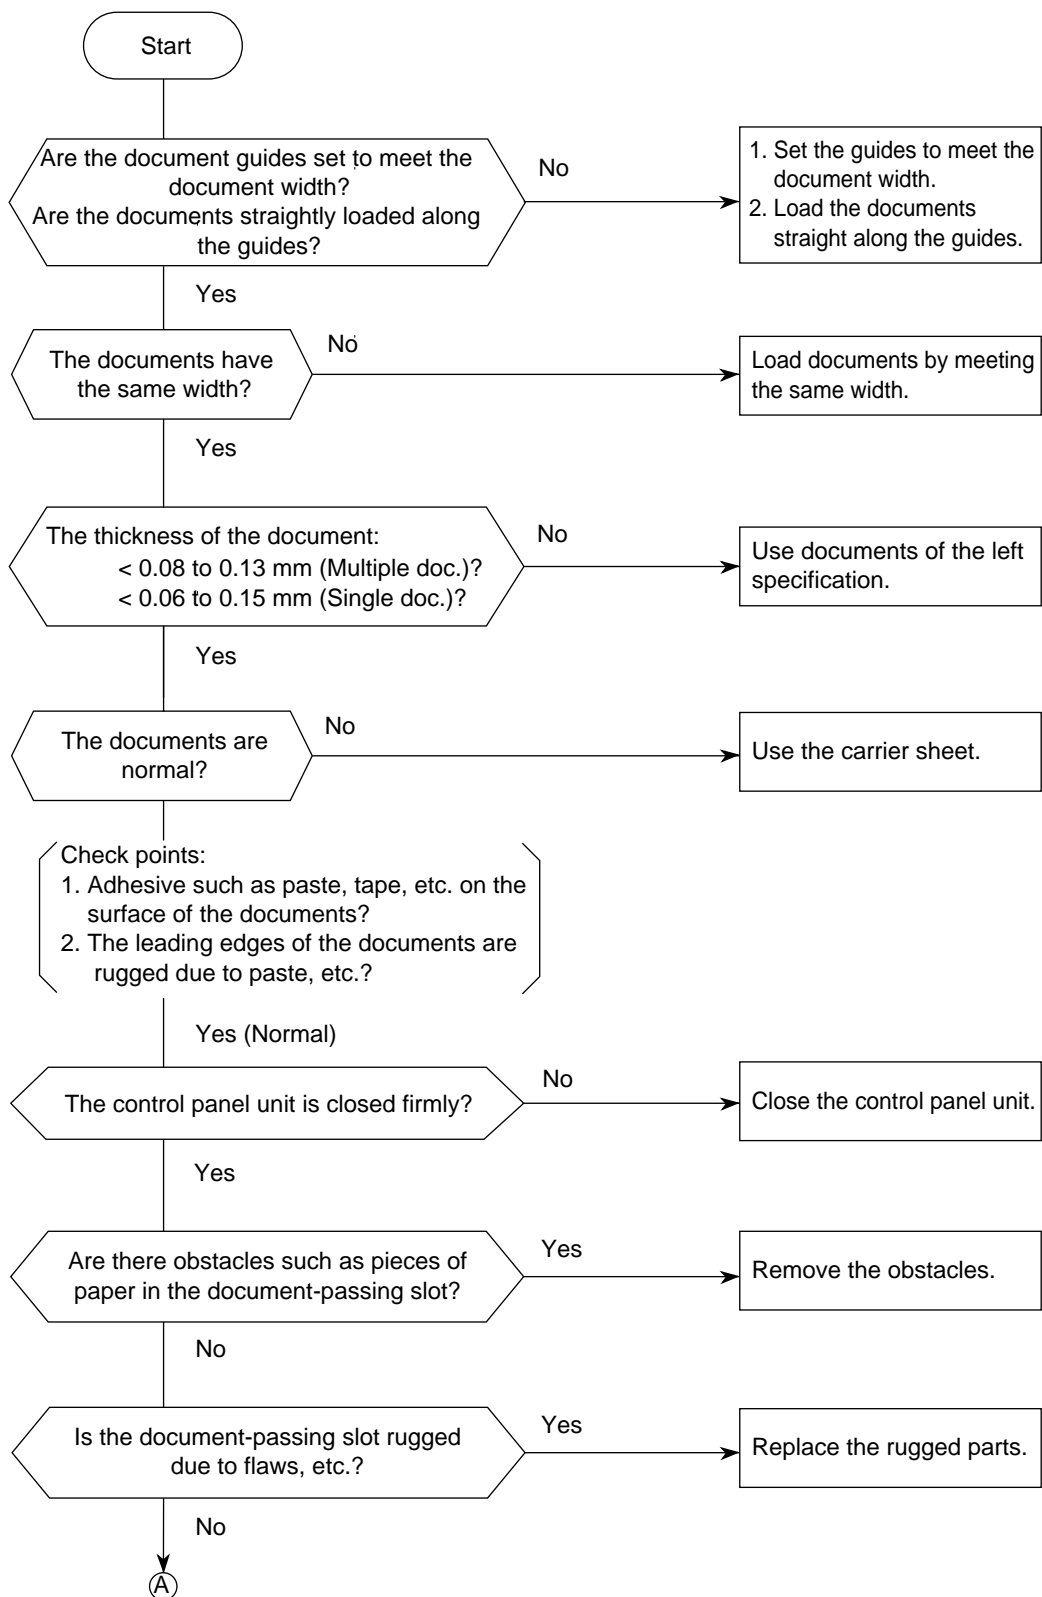 Start
Are the document guides set to meet the
document width?
Are the documents straightly loaded along
the guides?
No
1. Set the guides to meet the
document width.
2. Load the documents
straight along the guides.
Yes
The documents have
the same width?
No
Load documents by meeting
the same width.
Yes
The thickness of the document:
< 0.08 to 0.13 mm (Multiple doc.)?
< 0.06 to 0.15 mm (Single doc.)?
No
Use documents of the left
specification.
Yes
The documents are
normal?
No
Use the carrier sheet.
Check points:
1. Adhesive such as paste, tape, etc. on the
surface of the documents?
2. The leading edges of the documents are
rugged due to paste, etc.?
Yes (Normal)
The control panel unit is closed firmly?
No
Close the control panel unit.
Yes
Are there obstacles such as pieces of
paper in the document-passing slot?
Yes
Remove the obstacles.
No
Is the document-passing slot rugged
due to flaws, etc.?
Yes
Replace the rugged parts.
No
A